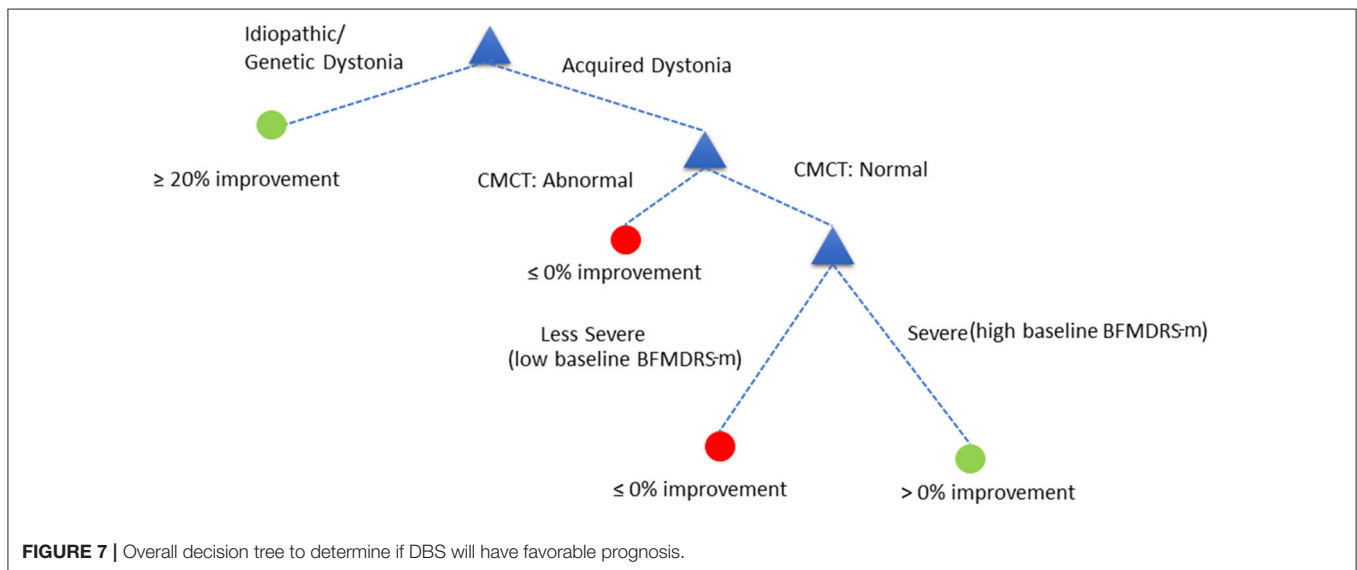 Idiopathic/
Genetic Dystonia
Acquired Dystonia
≥ 20% improvement
CMCT: Abnormal
CMCT: Normal
≤ 0% improvement
Less Severe
(low baseline BFMDRS-m)
Severe(high baseline BFMDRS-m)
≤ 0% improvement
> 0% improvement
FIGURE 7 | Overall decision tree to determine if DBS will have favorable prognosis.